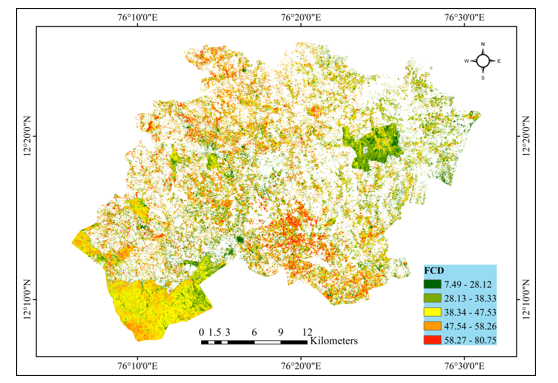 76°10'0"E 76°20'0"E 76°30'0"E
N
W E
S
12°20'0"N 12°20'0"N
12°10'0"N 12°10'0"N
FCD
7.49 - 28.12
28.13 - 38.33
38.34 - 47.53
47.54 - 58.26
58.27 - 80.75
0 1.5 3 6 9 12
Kilometers
76°10'0"E 76°20'0"E 76°30'0"E